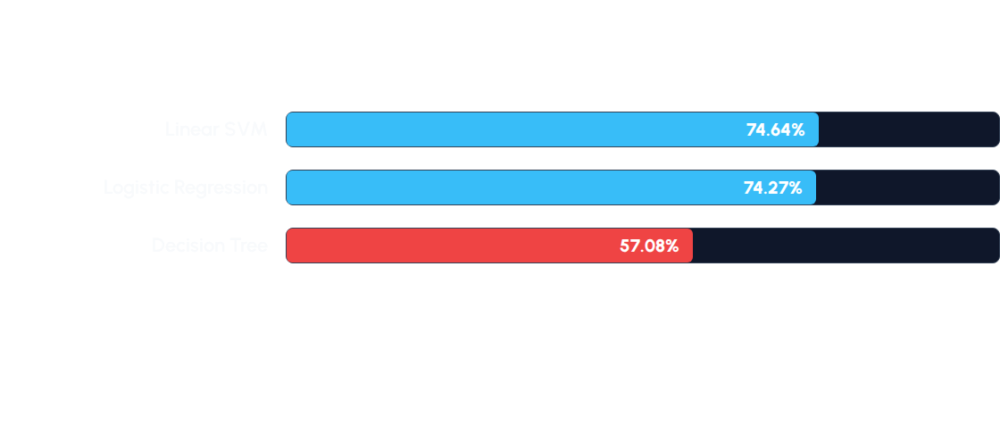 Linear SVM 74.64%
Logistic Regression 74.27%
Decision Tree 57.08%